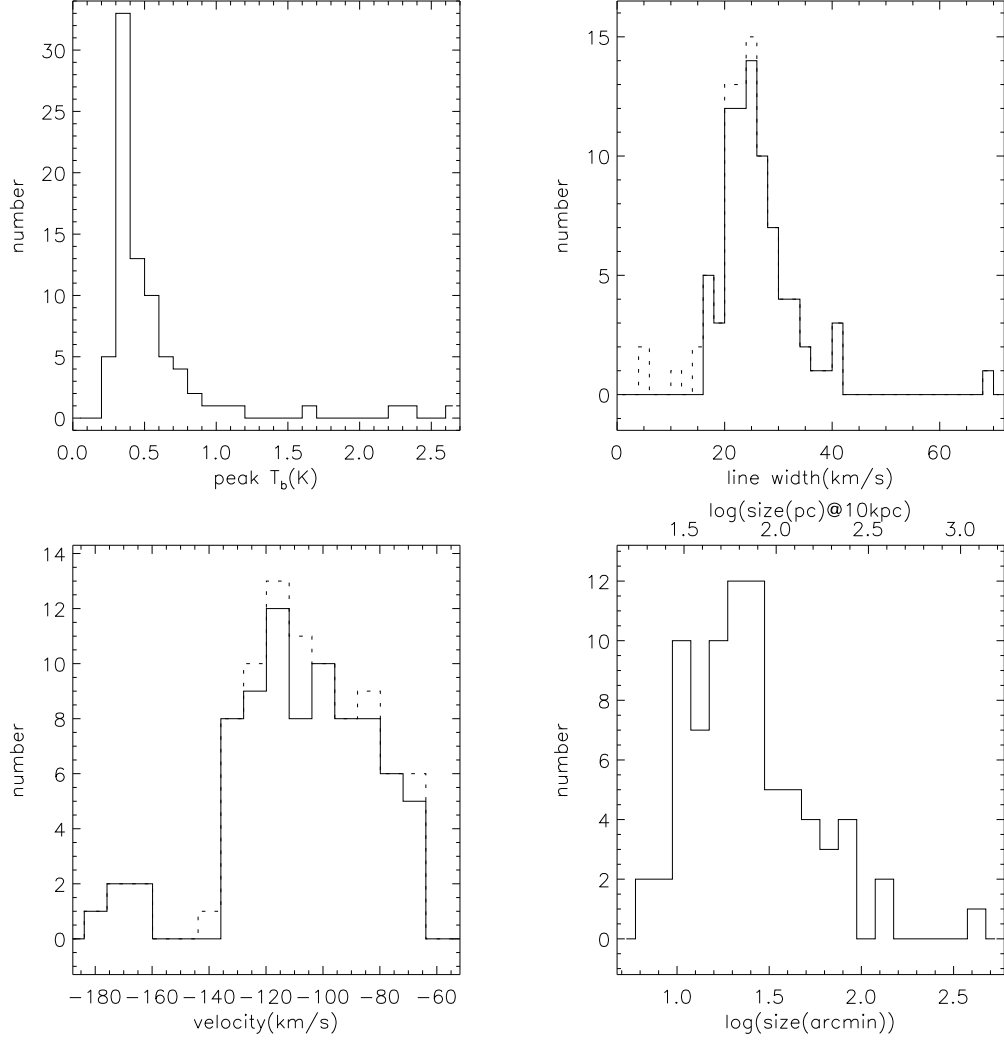 30
25
20
15
10
5
0
number
0.0 0.5 1.0 1.5 2.0 2.5
peak T_b(K)
15
10
5
0
number
0 20 40 60
line width(km/s)
14
12
10
8
6
4
2
0
number
−180 −160 −140 −120 −100 −80 −60
velocity(km/s)
log(size(pc)@10kpc)
1.5 2.0 2.5 3.0
12
10
8
6
4
2
0
number
1.0 1.5 2.0 2.5
log(size(arcmin))